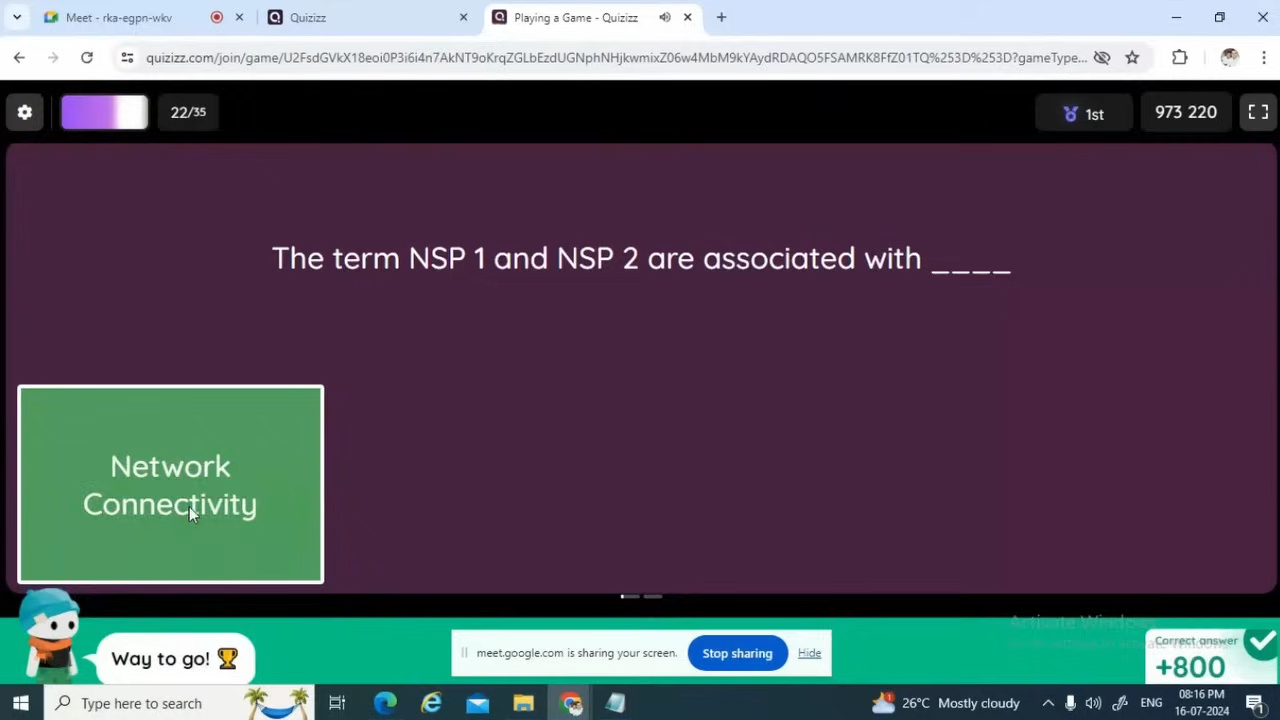 Meet - rka-egpn-wkv
Quizizz
Playing a Game - Quizizz
quizizz.com/join/game/U2FsdGVkX18eoi0P3i6i4n7AkNT9oKrqZGLbEzdUGNphNHjkwmixZ06w4MbM9kYAydRDAQO5FSAMRK8FfZ01TQ%253D%253D?gameType...
22/35
1st
973 220
The term NSP 1 and NSP 2 are associated with ____
Network
Connectivity
Activate Windows
Way to go!
meet.google.com is sharing your screen.
Stop sharing
Hide
Correct answer
+800
Type here to search
26°C Mostly cloudy
ENG
08:16 PM
16-07-2024